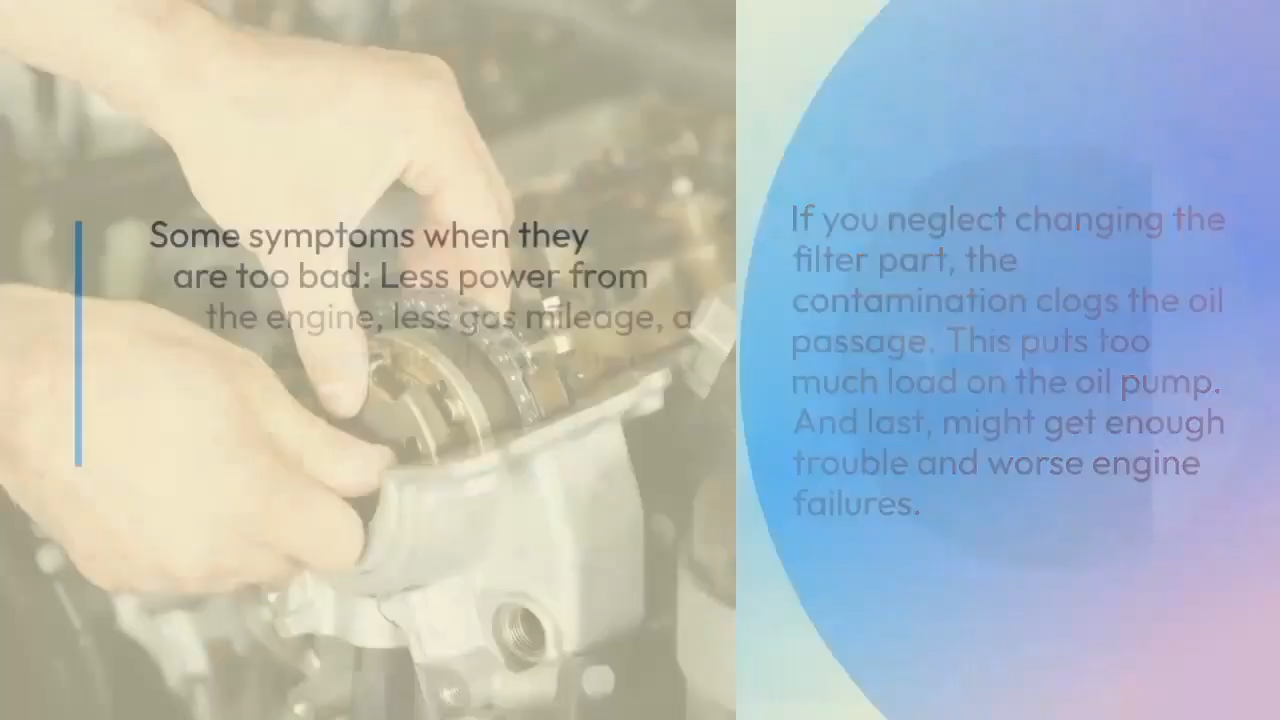 Some symptoms when they
are too bad: Less power from
the engine, less gas mileage, a
If you neglect changing the
filter part, the
contamination clogs the oil
passage. This puts too
much load on the oil pump.
And last, might get enough
trouble and worse engine
failures.